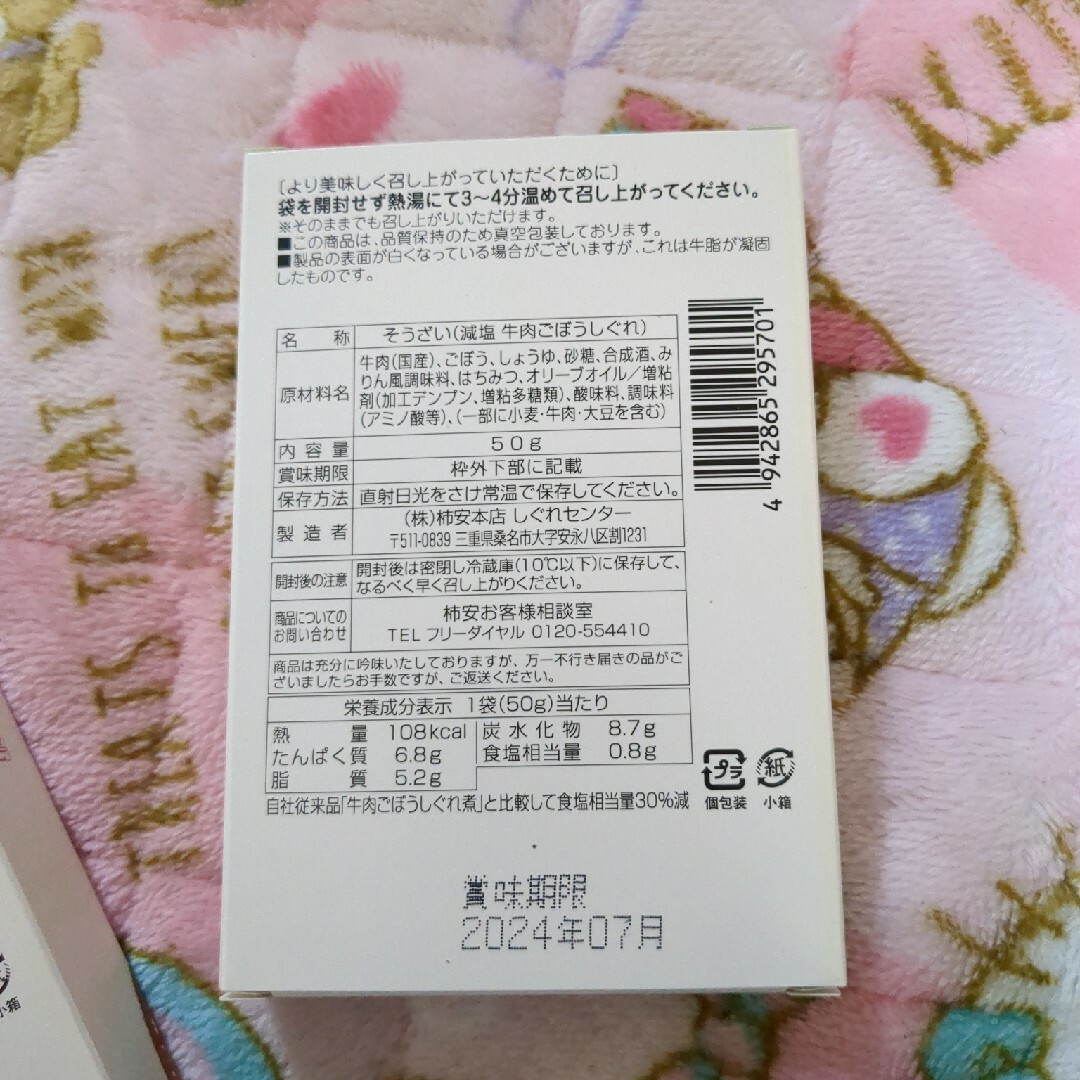 [より美味しく召し上がっていただくために]
袋を開封せず熱湯にて3〜4分温めて召し上がってください。
※そのままでも召し上がりいただけます。
■この商品は、品質保持のため真空包装しております。
■製品の表面が白くなっている場合がございますが、これは牛脂が凝固
したものです。
名称 そうざい(減塩 牛肉ごぼうしぐれ)
原材料名 牛肉(国産)、ごぼう、しょうゆ、砂糖、合成酒、み
りん風調味料、はちみつ、オリーブオイル/増粘
剤(加工デンプン、増粘多糖類)、酸味料、調味料
(アミノ酸等)、(一部に小麦・牛肉・大豆を含む)
内容量 50g
賞味期限 枠外下部に記載
保存方法 直射日光をさけ常温で保存してください。
製造者 (株)柿安本店 しぐれセンター
〒511-0839 三重県桑名市大字安永八区割1231
開封後の注意 開封後は密閉し冷蔵庫(10℃以下)に保存して、
なるべく早く召し上がりください。
商品についての
お問い合わせ
柿安お客様相談室
TEL フリーダイヤル 0120-554410
商品は充分に吟味いたしておりますが、万一不行き届きの品がご
ざいましたらお手数ですが、ご返送ください。
栄養成分表示 1袋(50g)当たり
熱量 108kcal 炭水化物 8.7g
たんぱく質 6.8g 食塩相当量 0.8g
脂質 5.2g
自社従来品「牛肉ごぼうしぐれ煮」と比較して食塩相当量30%減
4 942865 295701
プラ
個包装
紙
小箱
賞味期限
2024年07月
小箱